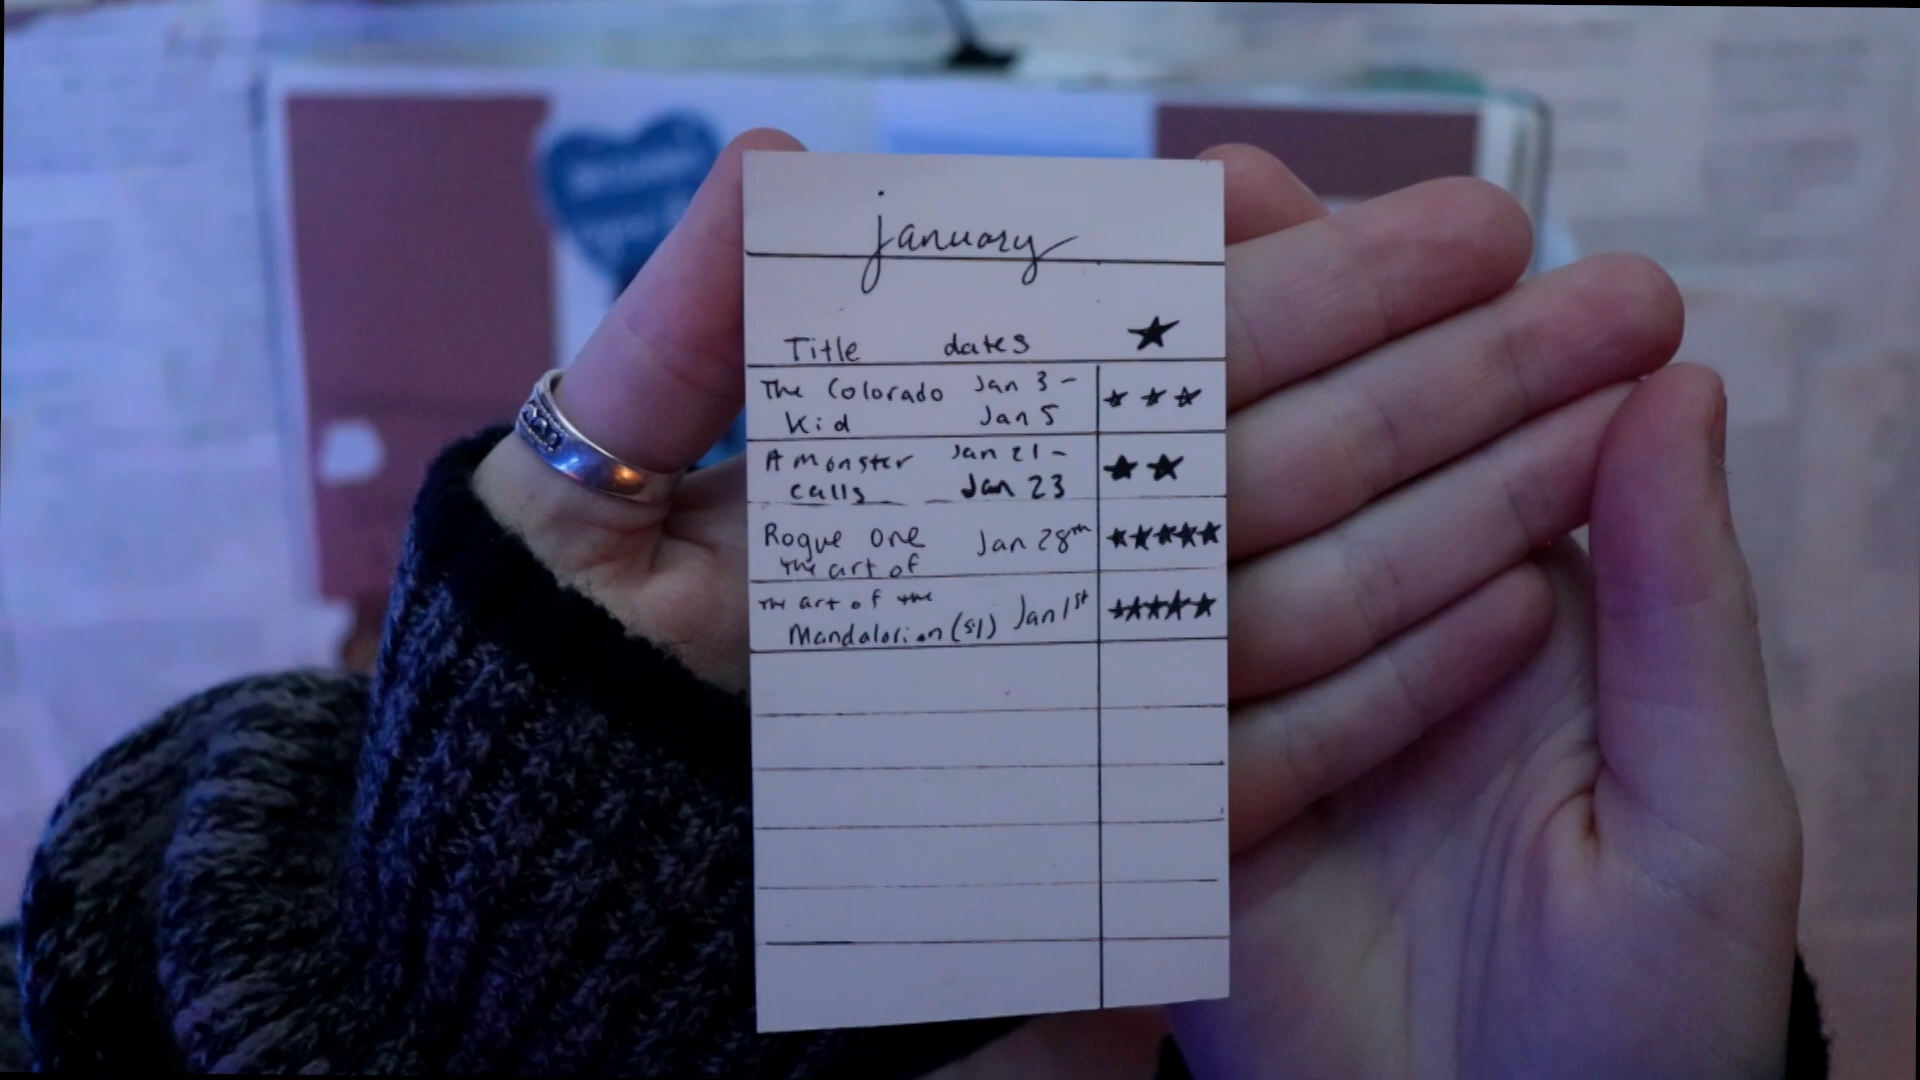 january
Title dates ★
The Colorado Jan 3 - ★ ★ ★
Kid Jan 5
A monster Jan 21 - ★ ★
calls Jan 23
Rogue One Jan 28th ★★★★★
the art of
The art of the
Mandalorian (S1) Jan 1st ★★★★★